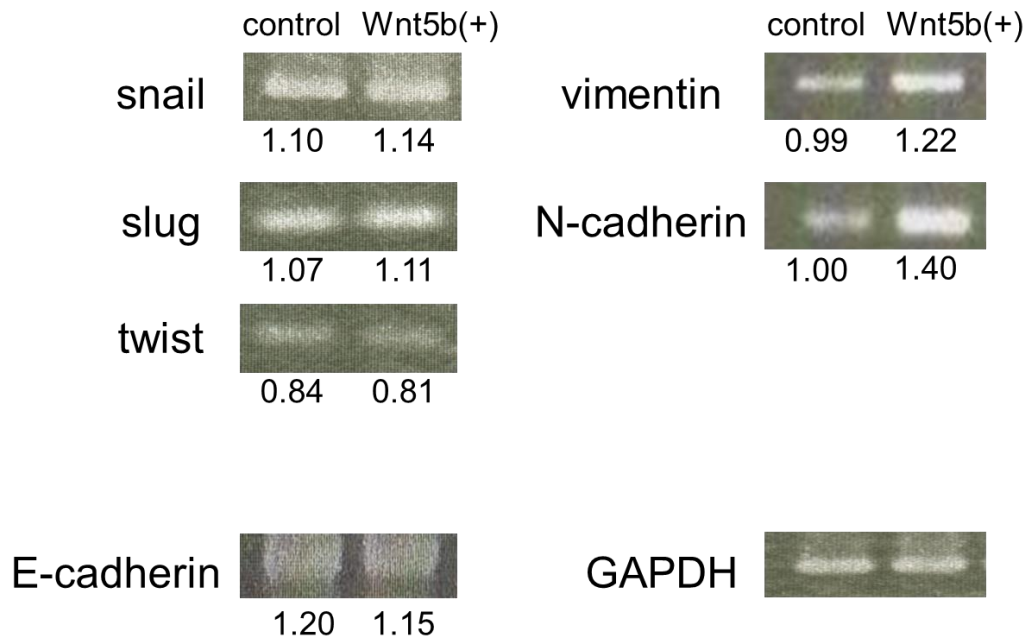 control Wnt5b(+)
snail
1.10 1.14
slug
1.07 1.11
twist
0.84 0.81
E-cadherin
1.20 1.15
control Wnt5b(+)
vimentin
0.99 1.22
N-cadherin
1.00 1.40
GAPDH